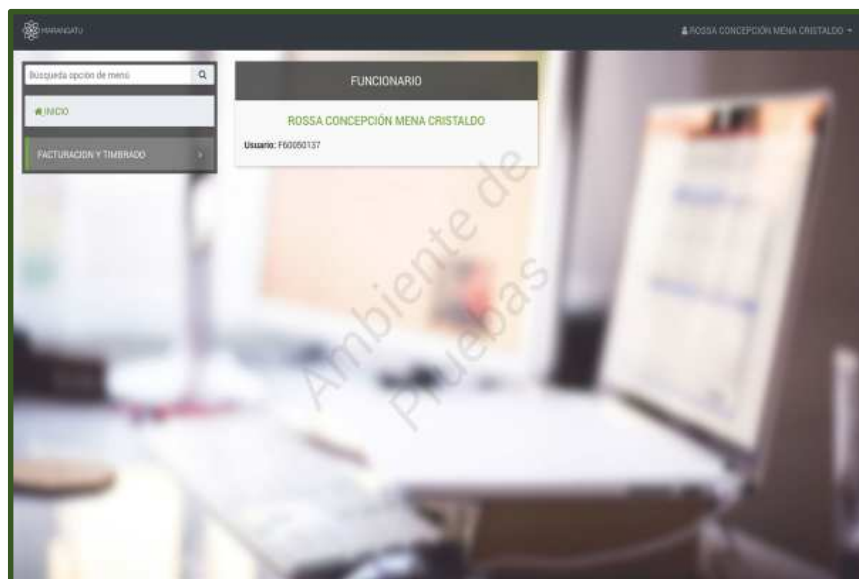 MARANGATU
ROSSA CONCEPCIÓN MENA CRISTALDO
Búsqueda opción de menú
INICIO
FACTURACION Y TIMBRADO
FUNCIONARIO
ROSSA CONCEPCIÓN MENA CRISTALDO
Usuario: F60050137
Ambiente de
Pruebas